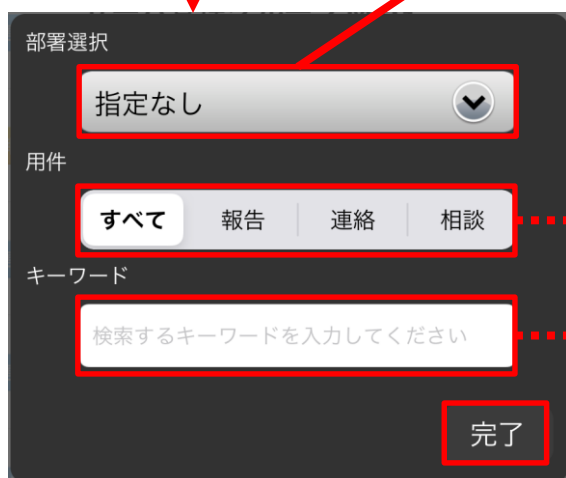 部署選択
指定なし
用件
すべて 報告 連絡 相談
キーワード
検索するキーワードを入力してください
完了